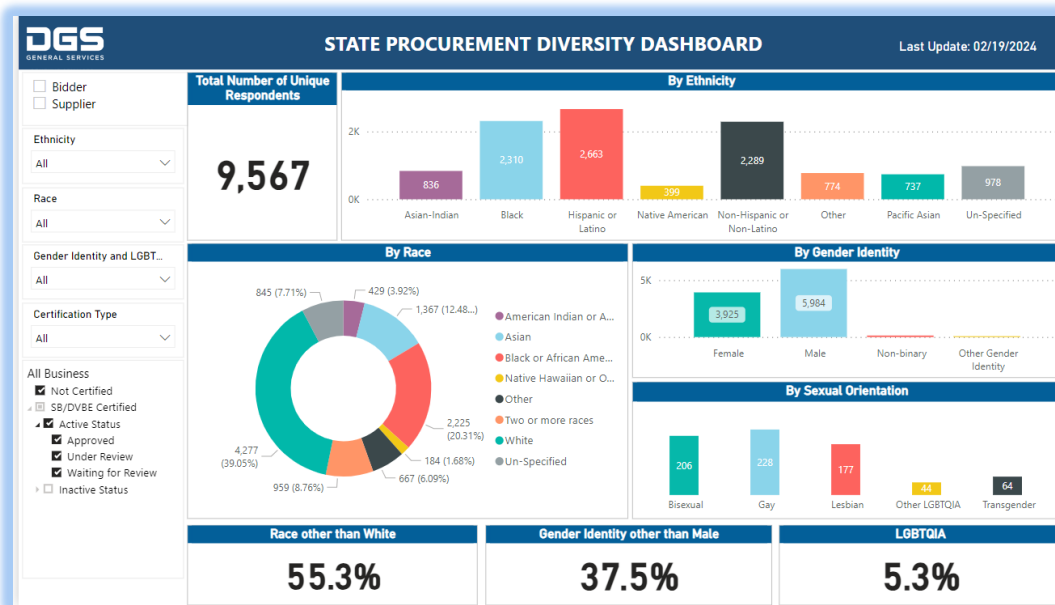 DGS
GENERAL SERVICES
STATE PROCUREMENT DIVERSITY DASHBOARD
Last Update: 02/19/2024
Bidder
Supplier
Ethnicity
All
Race
All
Gender Identity and LGBT...
All
Certification Type
All
All Business
Not Certified
SB/DVBE Certified
Active Status
Approved
Under Review
Waiting for Review
Inactive Status
Total Number of Unique
Respondents
9,567
By Ethnicity
2K
0K
836
2,310
2,663
399
2,289
774
737
978
Asian-Indian
Black
Hispanic or
Latino
Native American
Non-Hispanic or
Non-Latino
Other
Pacific Asian
Un-Specified
By Race
845 (7.71%)
429 (3.92%)
1,367 (12.48...)
2,225
(20.31%)
184 (1.68%)
667 (6.09%)
959 (8.76%)
4,277
(39.05%)
American Indian or A...
Asian
Black or African Ame...
Native Hawaiian or O...
Other
Two or more races
White
Un-Specified
By Gender Identity
5K
0K
3,925
5,984
Female
Male
Non-binary
Other Gender
Identity
By Sexual Orientation
206
228
177
44
64
Bisexual
Gay
Lesbian
Other LGBTQIA
Transgender
Race other than White
55.3%
Gender Identity other than Male
37.5%
LGBTQIA
5.3%